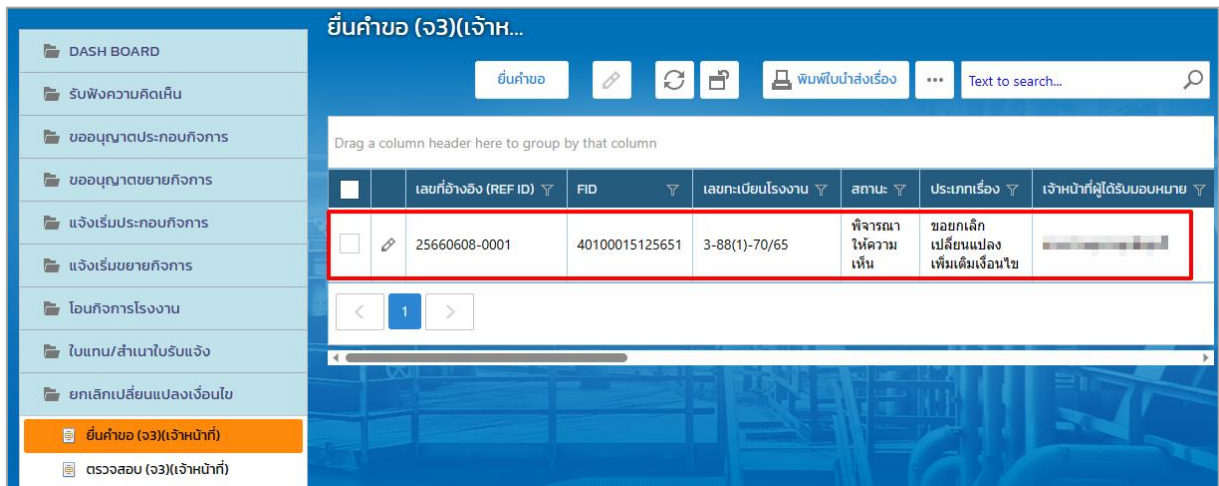 ยื่นคำขอ (จ3)(เจ้าห...
DASH BOARD
รับฟังความคิดเห็น
ขออนุญาตประกอบกิจการ
ขออนุญาตขยายกิจการ
แจ้งเริ่มประกอบกิจการ
แจ้งเริ่มขยายกิจการ
โอนกิจการโรงงาน
ใบแทน/สำเนาใบรับแจ้ง
ยกเลิกเปลี่ยนแปลงเงื่อนไข
ยื่นคำขอ (จ3)(เจ้าหน้าที่)
ตรวจสอบ (จ3)(เจ้าหน้าที่)
ยื่นคำขอ พิมพ์ใบนำส่งเรื่อง ... Text to search...
Drag a column header here to group by that column
เลขที่อ้างอิง (REF ID) FID เลขทะเบียนโรงงาน สถานะ ประเภทเรื่อง เจ้าหน้าที่ผู้ได้รับมอบหมาย
25660608-0001 40100015125651 3-88(1)-70/65
พิจารณา
ให้ความ
เห็น
ขอยกเลิก
เปลี่ยนแปลง
เพิ่มเติมเงื่อนไข
< 1 >